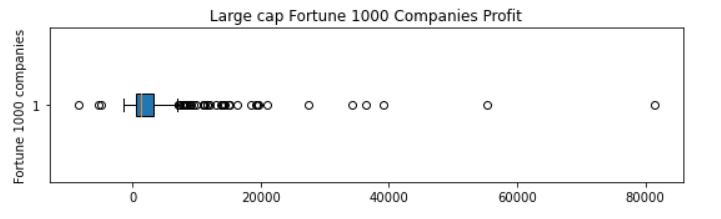 Large cap Fortune 1000 Companies Profit
Fortune 1000 companies
1
0 20000 40000 60000 80000